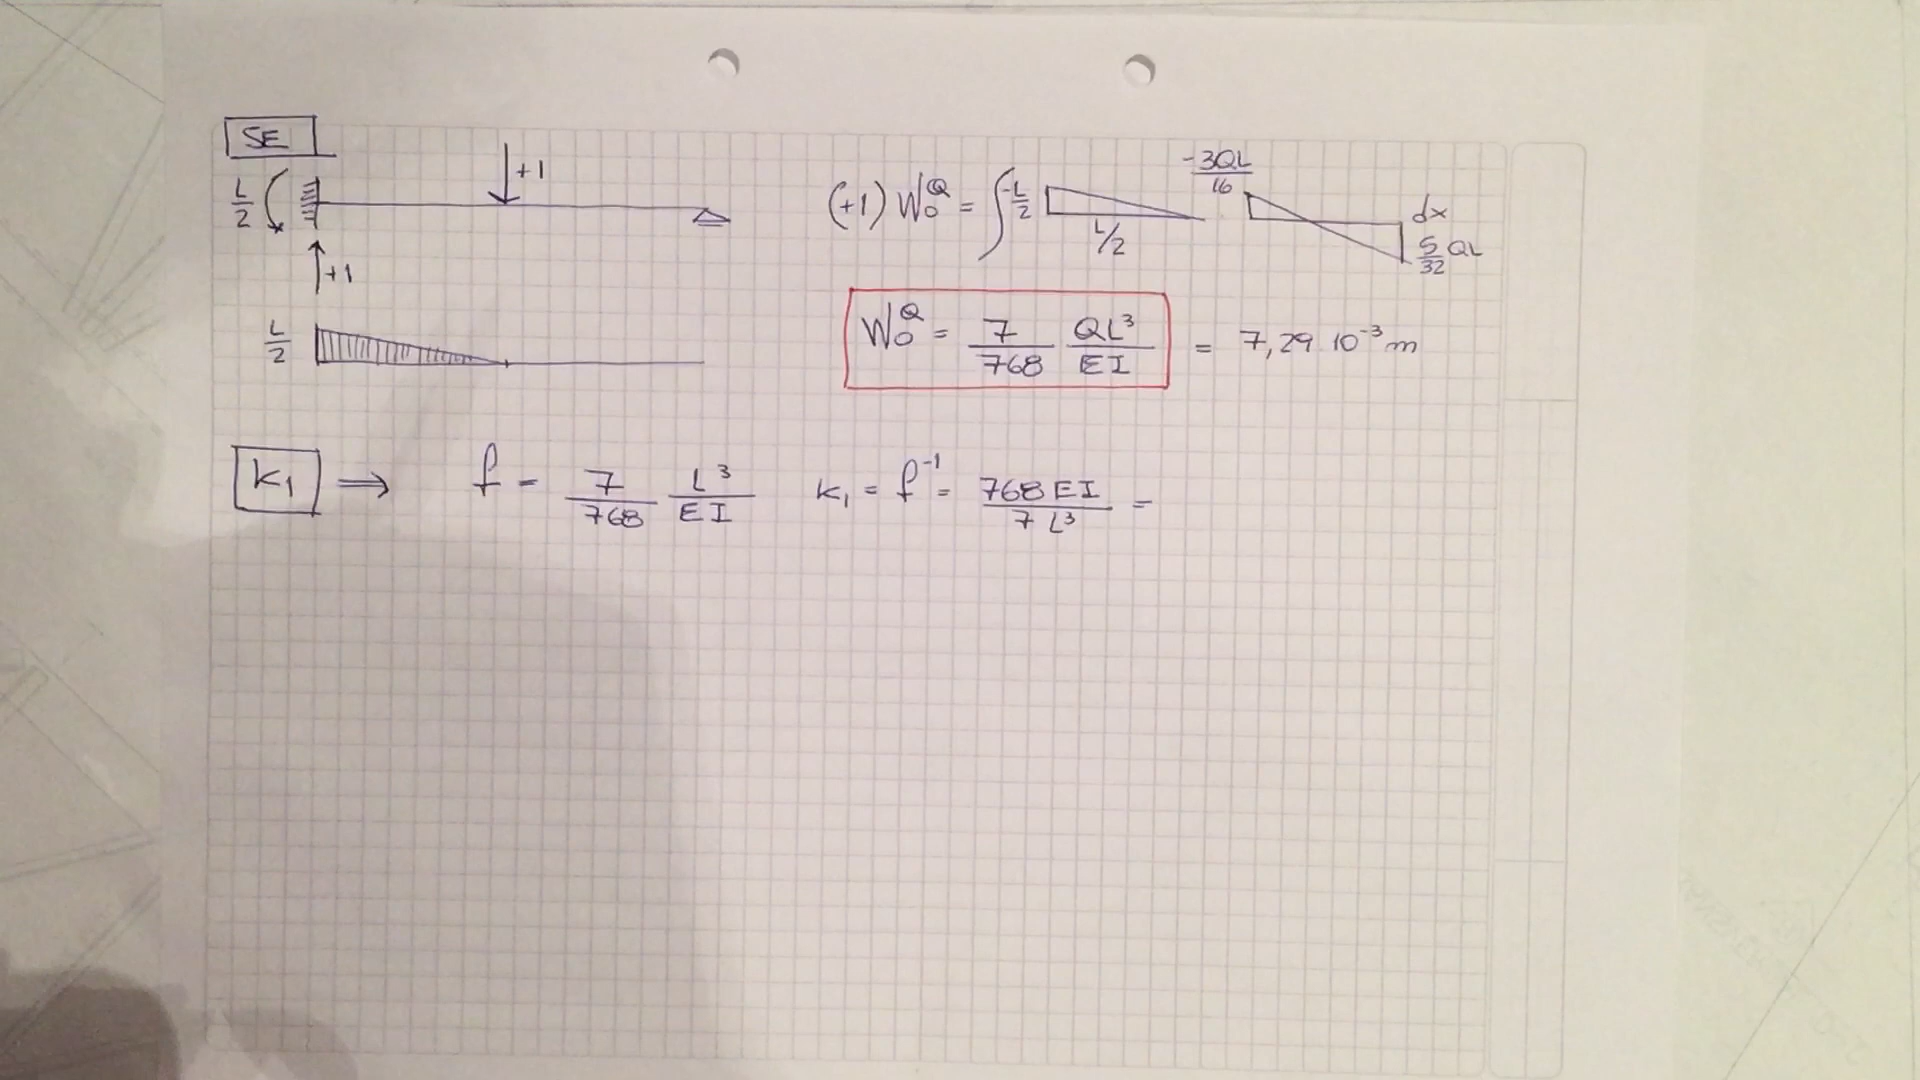 SE
L/2 +1 (+1) W₀^Q = ∫ -L/2 L/2 -3QL/16 5/32 QL dx
+1
L/2 W₀^Q = 7/768 QL³/EI = 7,29 10⁻³ m
K₁ ⇒ f = 7/768 L³/EI K₁ = f⁻¹ = 768 EI/7 L³ =